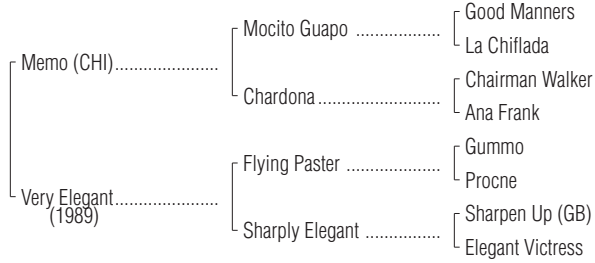 Good Manners
Mocito Guapo ..................
La Chiflada
Memo (CHI)......................
Chairman Walker
Chardona..........................
Ana Frank
Gummo
Flying Paster ....................
Procne
Very Elegant......................
(1989)
Sharpen Up (GB)
Sharply Elegant ................
Elegant Victress